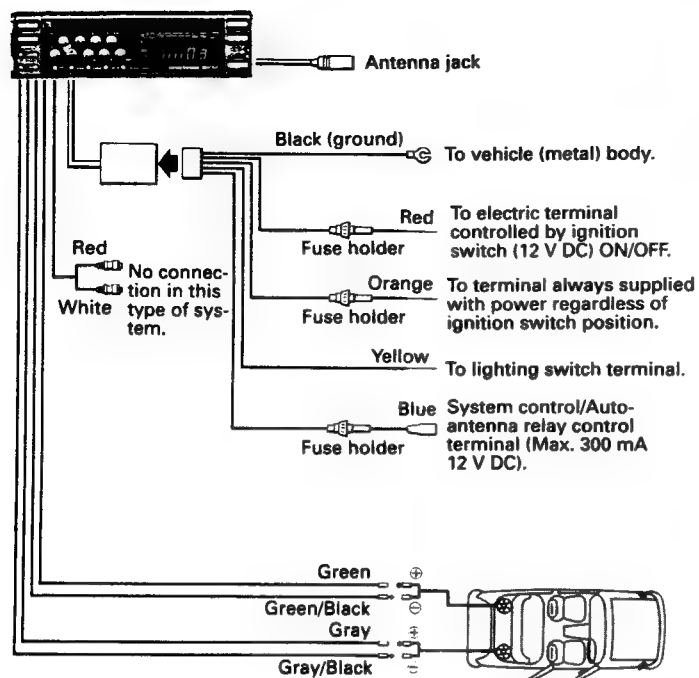 Antenna jack
Black (ground)
To vehicle (metal) body.
Red
Fuse holder
To electric terminal
controlled by ignition
switch (12 V DC) ON/OFF.
Red
White
No connec-
tion in this
type of sys-
tem.
Orange
Fuse holder
To terminal always supplied
with power regardless of
ignition switch position.
Yellow
To lighting switch terminal.
Blue
Fuse holder
System control/Auto-
antenna relay control
terminal (Max. 300 mA
12 V DC).
Green
⊕
Green/Black
⊖
Gray
⊕
Gray/Black
⊖